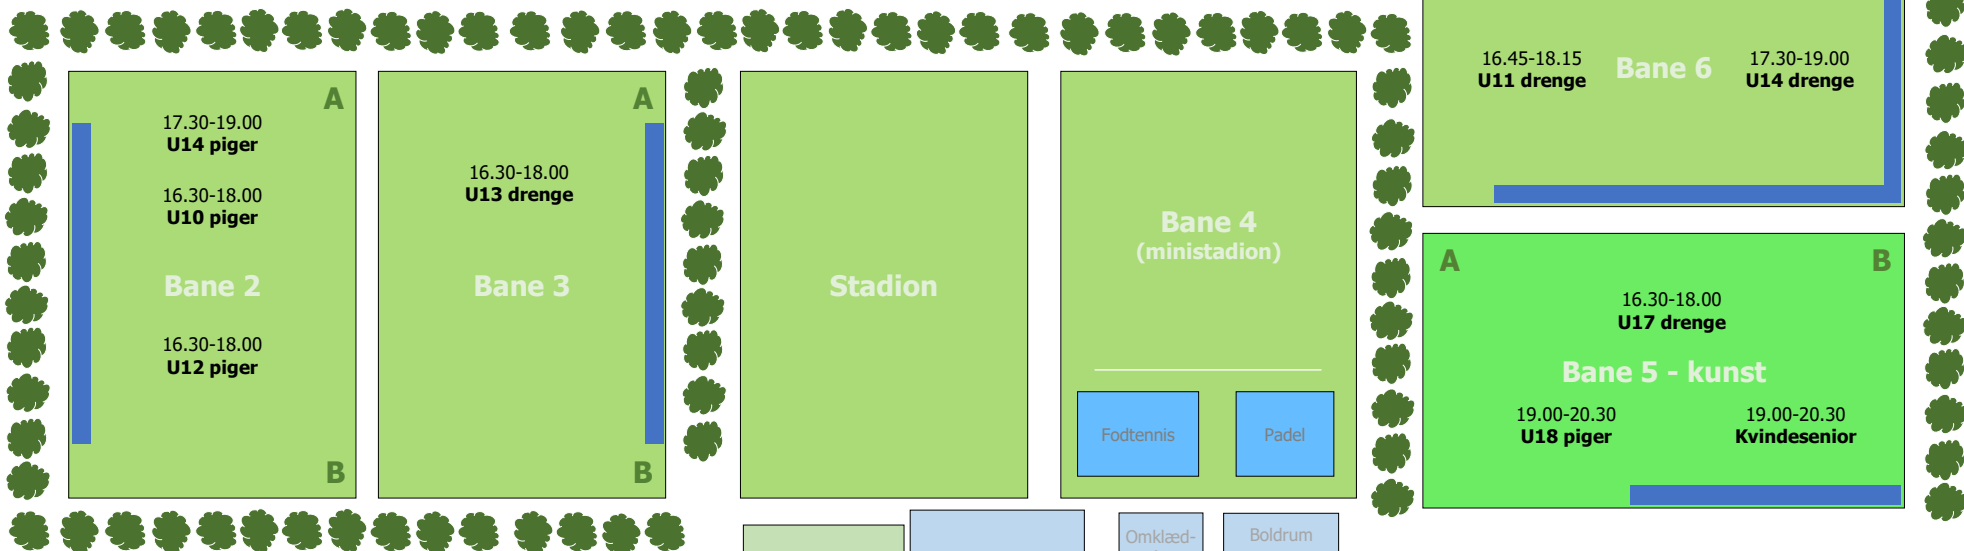 A
17.30-19.00
U14 piger
16.30-18.00
U10 piger
Bane 2
16.30-18.00
U12 piger
B
A
16.30-18.00
U13 drenge
Bane 3
B
Stadion
Bane 4
(ministadion)
Fodtennis
Padel
16.45-18.15
U11 drenge
Bane 6
17.30-19.00
U14 drenge
A
B
16.30-18.00
U17 drenge
Bane 5 - kunst
19.00-20.30
U18 piger
19.00-20.30
Kvindesenior
Omklæd-
Boldrum